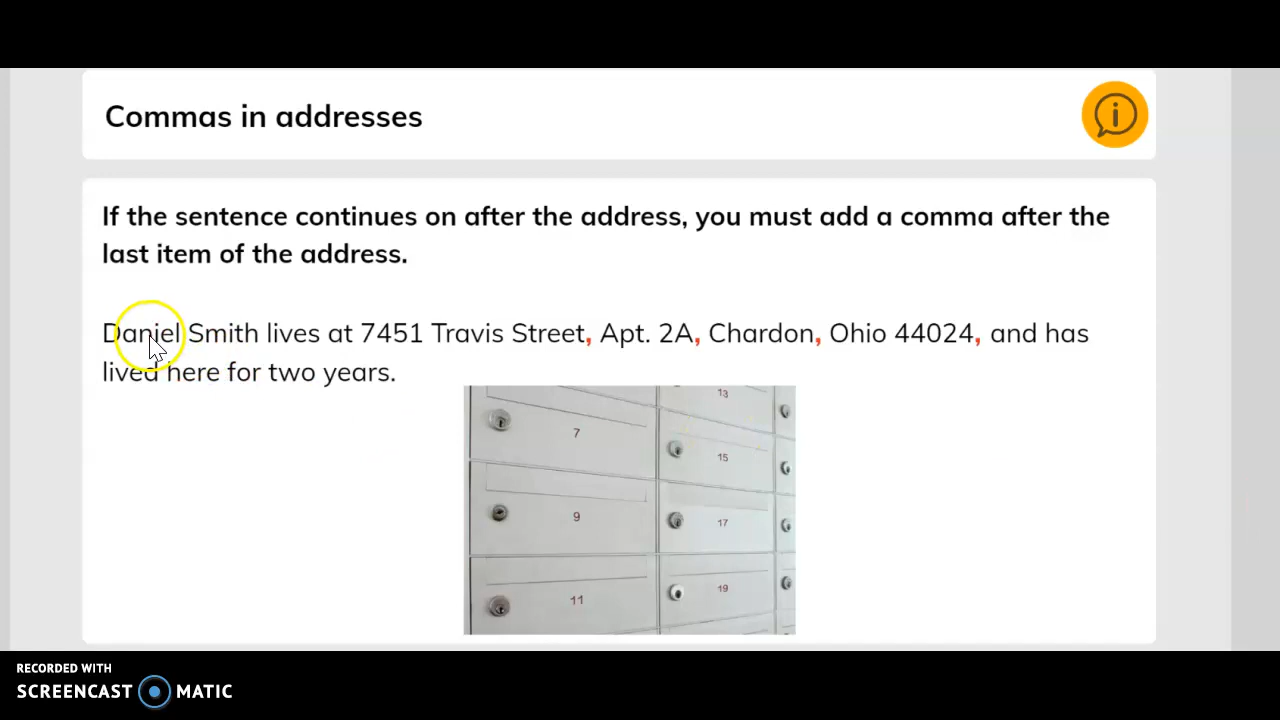 Commas in addresses
If the sentence continues on after the address, you must add a comma after the
last item of the address.
Daniel Smith lives at 7451 Travis Street, Apt. 2A, Chardon, Ohio 44024, and has
lived here for two years.
7
13
15
9
17
11
19
RECORDED WITH
SCREENCAST MATIC